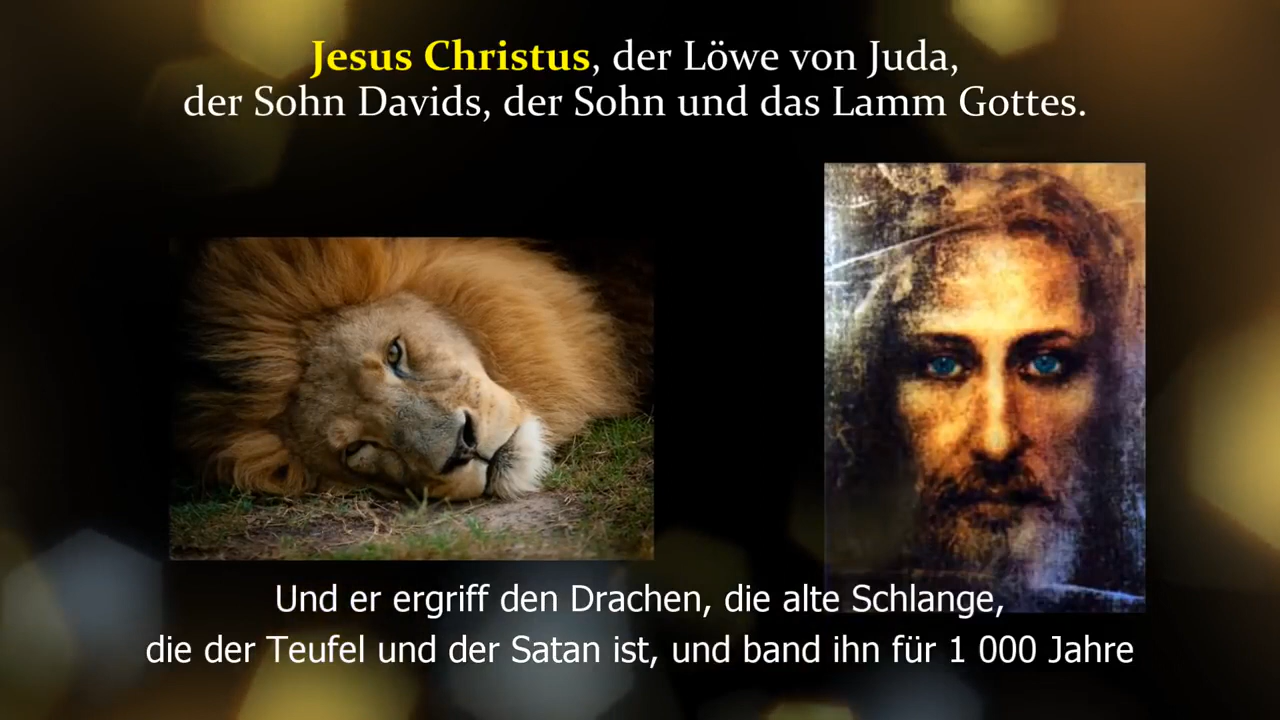 Jesus Christus, der Löwe von Juda,
der Sohn Davids, der Sohn und das Lamm Gottes.
Und er ergriff den Drachen, die alte Schlange,
die der Teufel und der Satan ist, und band ihn für 1 000 Jahre